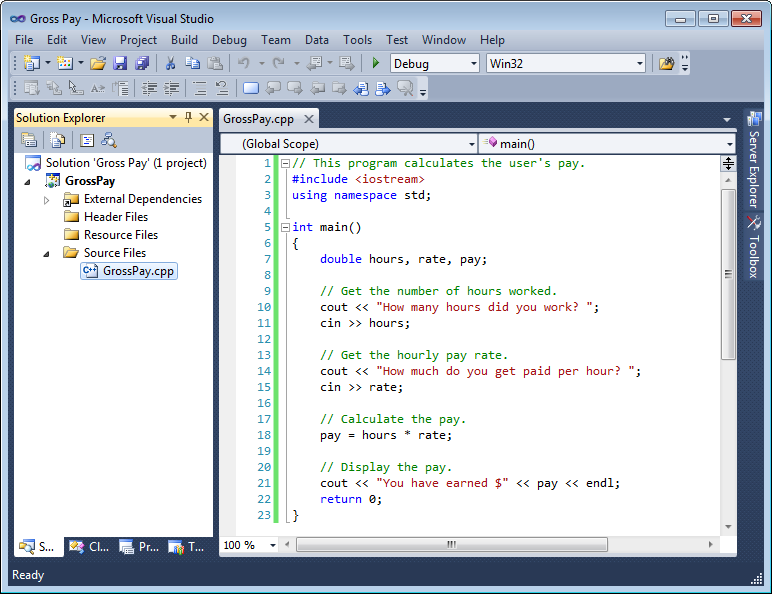 Gross Pay - Microsoft Visual Studio
File Edit View Project Build Debug Team Data Tools Test Window Help
Debug Win32
Solution Explorer
Solution 'Gross Pay' (1 project)
GrossPay
External Dependencies
Header Files
Resource Files
Source Files
GrossPay.cpp
S... Cl... Pr... T...
GrossPay.cpp
(Global Scope) main()
1 // This program calculates the user's pay.
2 #include <iostream>
3 using namespace std;
4
5 int main()
6 {
7 double hours, rate, pay;
8
9 // Get the number of hours worked.
10 cout << "How many hours did you work? ";
11 cin >> hours;
12
13 // Get the hourly pay rate.
14 cout << "How much do you get paid per hour? ";
15 cin >> rate;
16
17 // Calculate the pay.
18 pay = hours * rate;
19
20 // Display the pay.
21 cout << "You have earned $" << pay << endl;
22 return 0;
23 }
100 %
Server Explorer
Toolbox
Ready